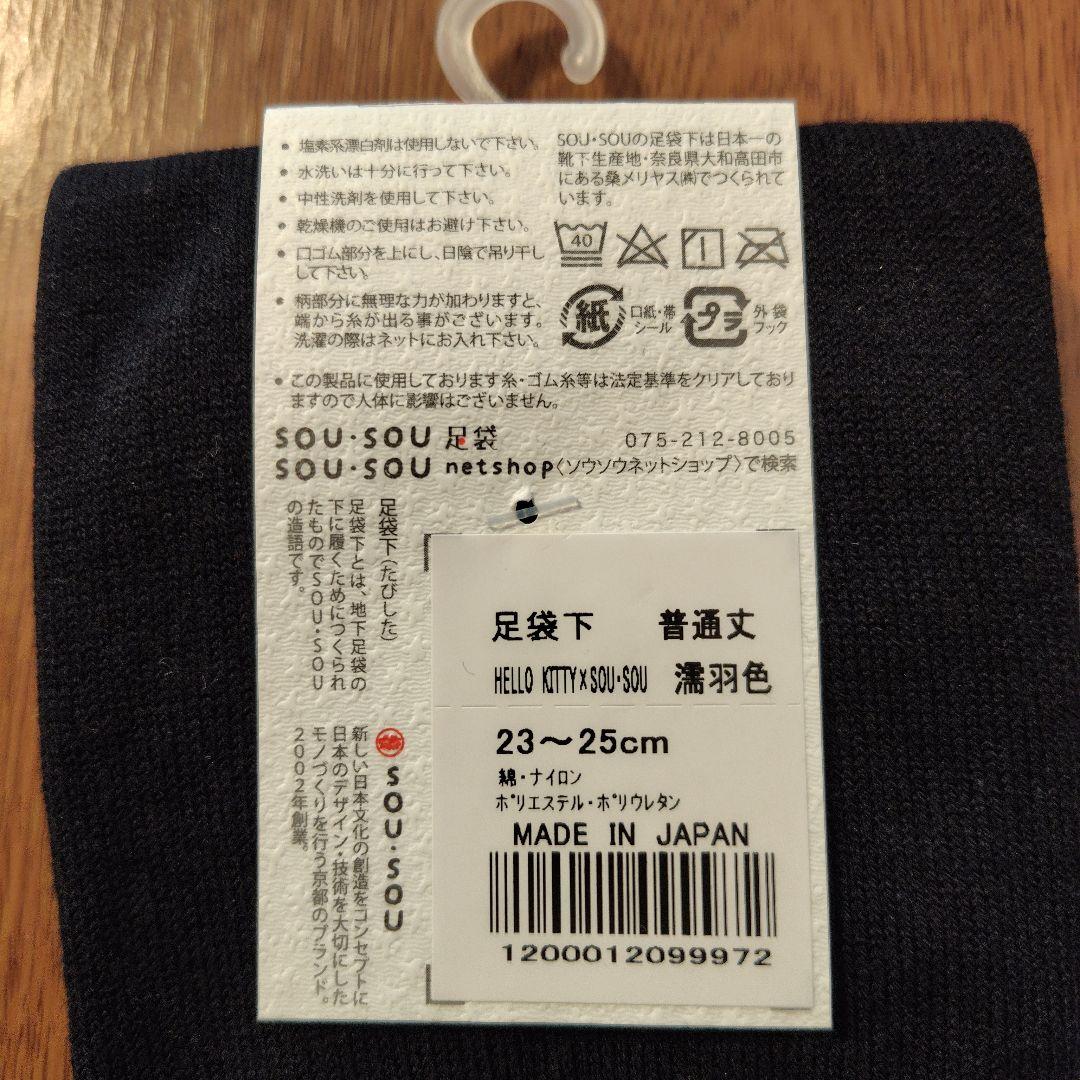 ・塩素系漂白剤は使用しないで下さい。
・水洗いは十分に行って下さい。
・中性洗剤を使用して下さい。
・乾燥機のご使用はお避け下さい。
・口ゴム部分を上にし、日陰で吊り干し
して下さい。
・柄部分に無理な力が加わりますと、
端から糸が出る事がございます。
洗濯の際はネットにお入れ下さい。
SOU・SOUの足袋下は日本一の
靴下生産地・奈良県大和高田市
にある桑メリヤス㈱でつくられて
います。
40
紙
口紙・帯
シール
プラ
外袋
フック
・この製品に使用しております糸・ゴム糸等は法定基準をクリアしており
ますので人体に影響はございません。
SOU・SOU 足袋
075-212-8005
SOU・SOU netshop〈ソウソウネットショップ〉で検索
足袋下(たびした)
足袋下とは、地下足袋の
下に履くためにつくられ
たものでSOU・SOU
の造語です。
SOU・SOU
新しい日本文化の創造をコンセプトに
日本のデザイン・技術を大切にした
モノづくりを行う京都のブランド。
2002年創業。
足袋下 普通丈
HELLO KITTY×SOU・SOU 濡羽色
23〜25cm
綿・ナイロン
ポリエステル・ポリウレタン
MADE IN JAPAN
1200012099972